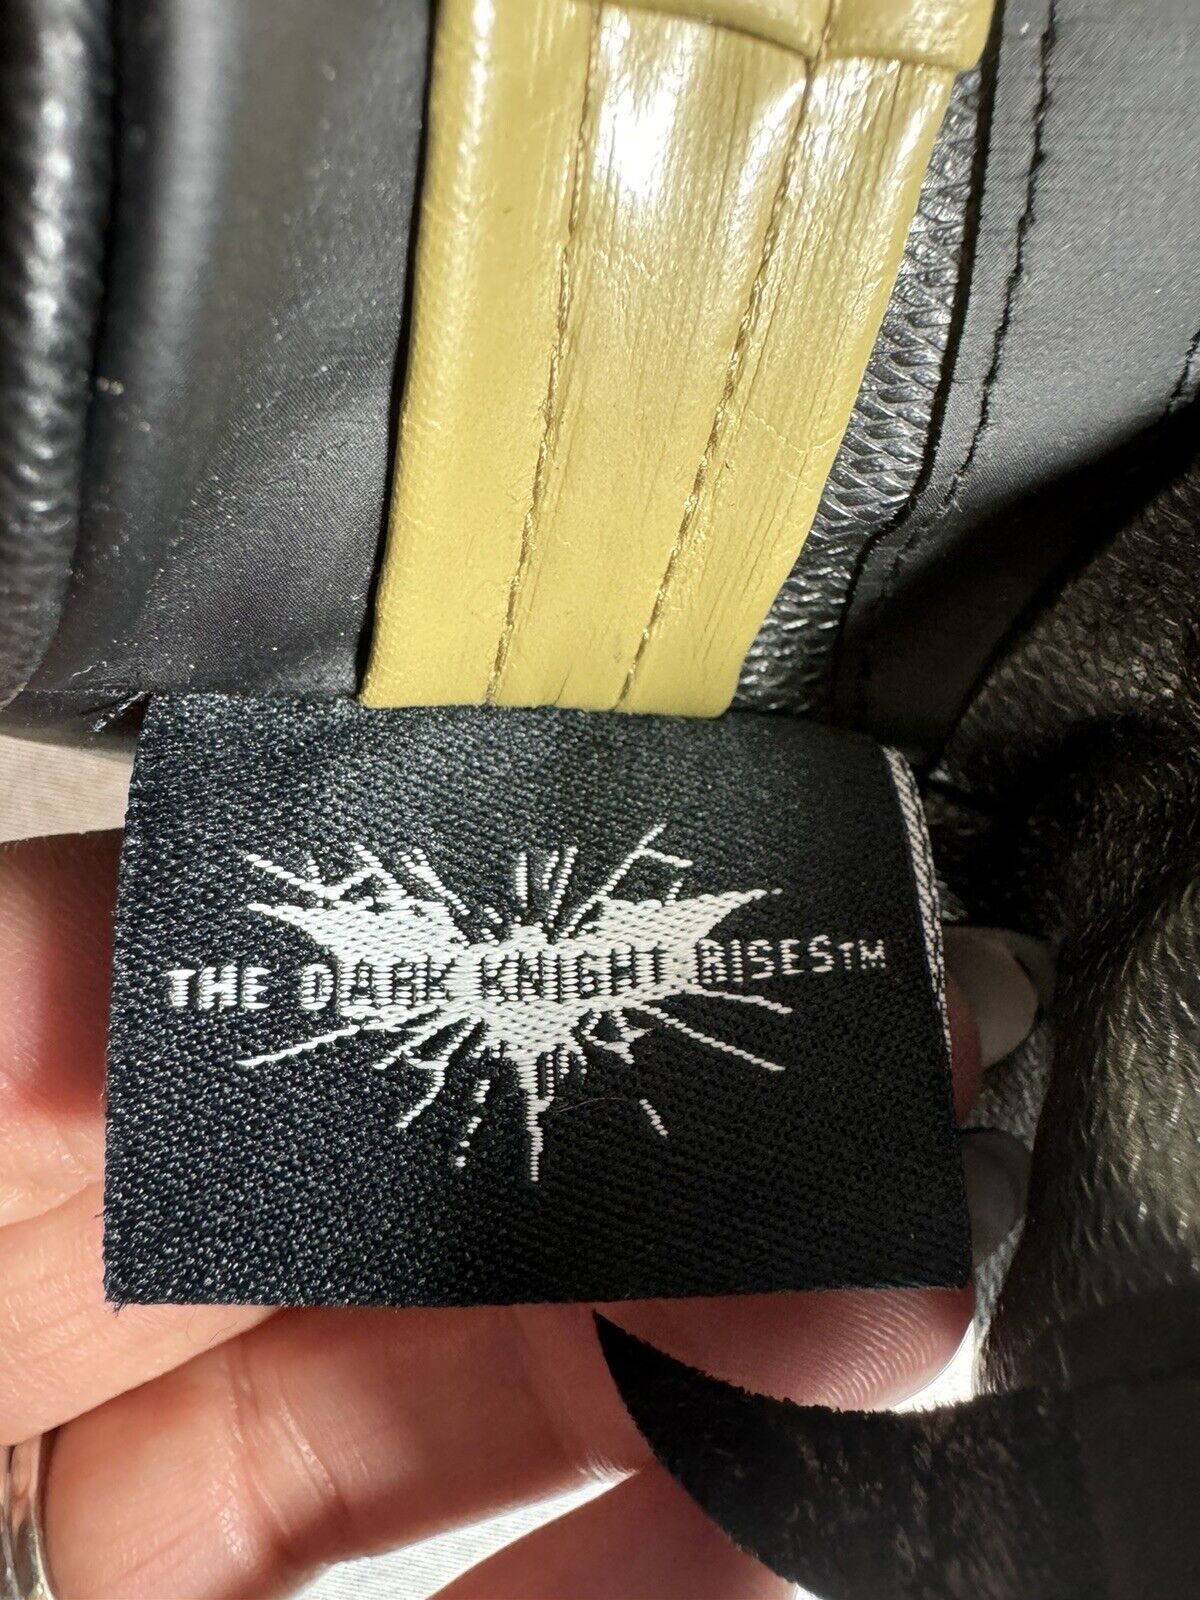 THE DARK KNIGHT RISES™